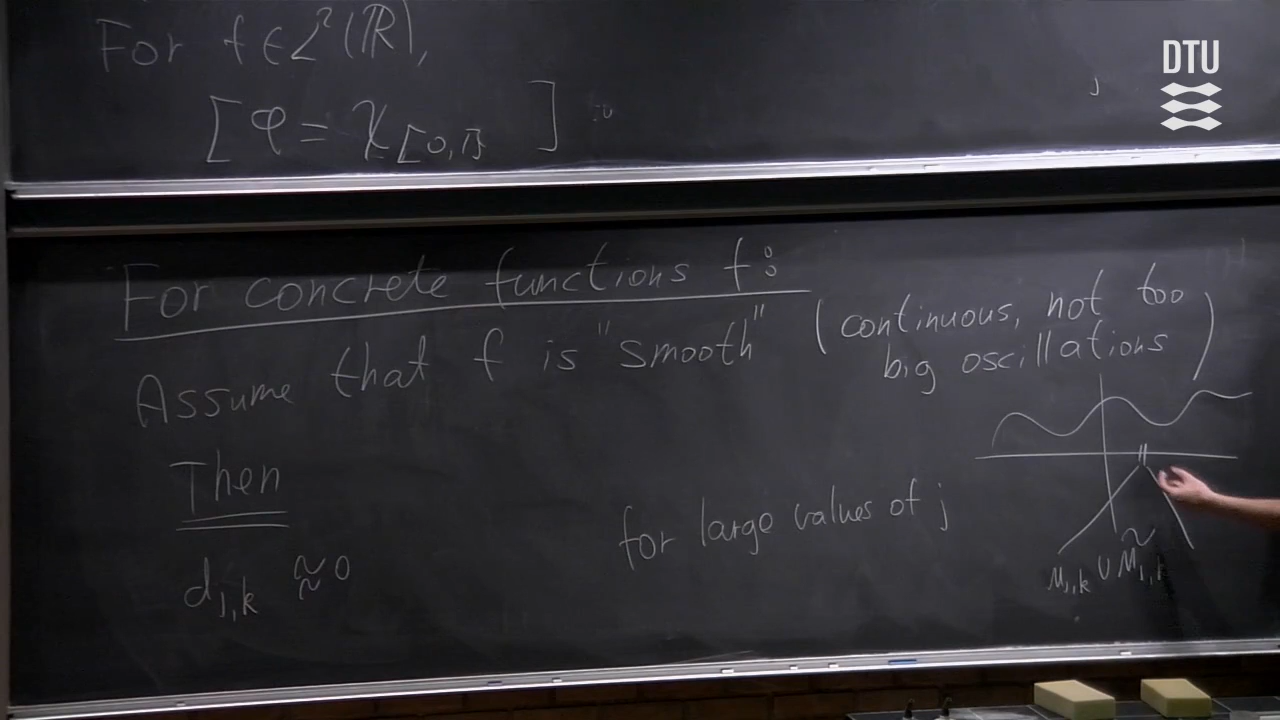 For f ∈ L²(ℝ),
[φ = χ[0,1[ ]
DTU
For concrete functions f:
Assume that f is "smooth" (continuous, not too
big oscillations)
Then
d_{j,k} ≈ 0 for large values of j
M_{j,k} ∪ M̃_{j,k}